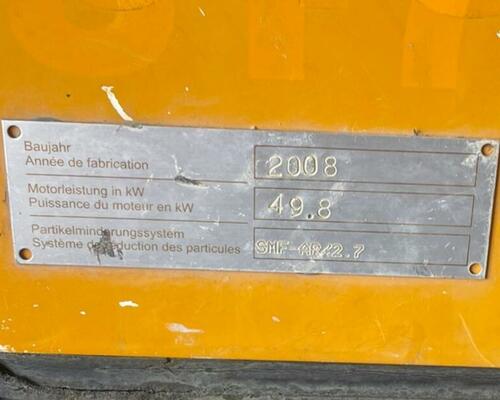 Baujahr
Année de fabrication
2008
Motorleistung in kW
Puissance du moteur en kW
49.8
Partikelminderungssystem
Système de réduction des particules
SMF-AR/2.7